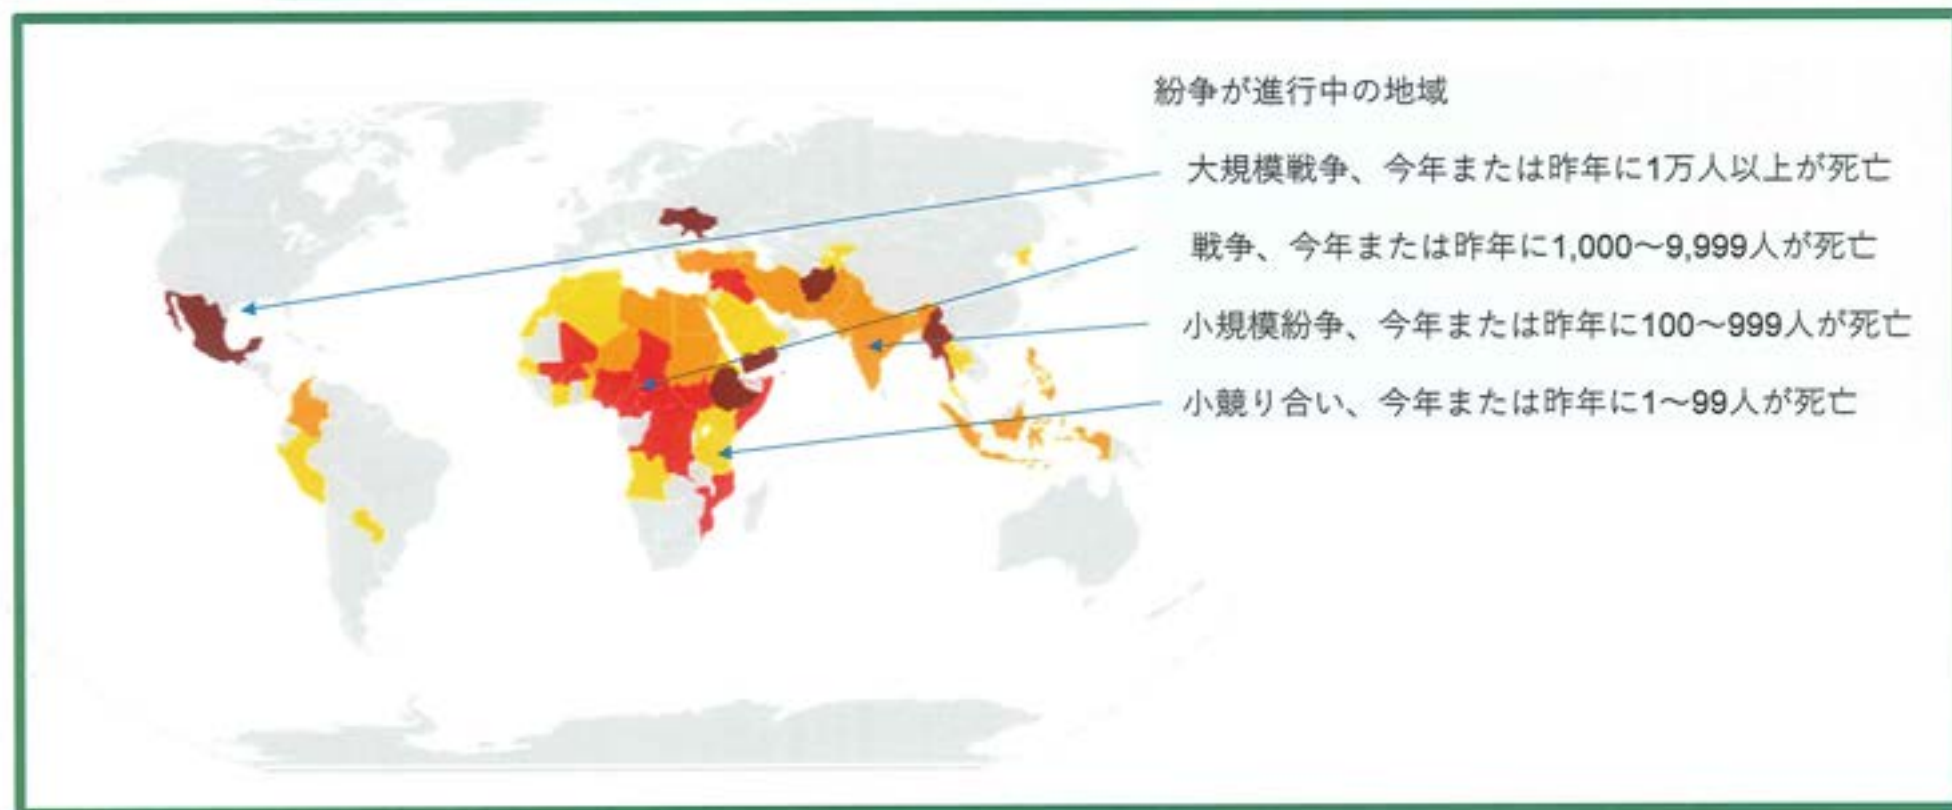 紛争が進行中の地域
大規模戦争、今年または昨年に1万人以上が死亡
戦争、今年または昨年に1,000～9,999人が死亡
小規模紛争、今年または昨年に100～999人が死亡
小競り合い、今年または昨年に1～99人が死亡